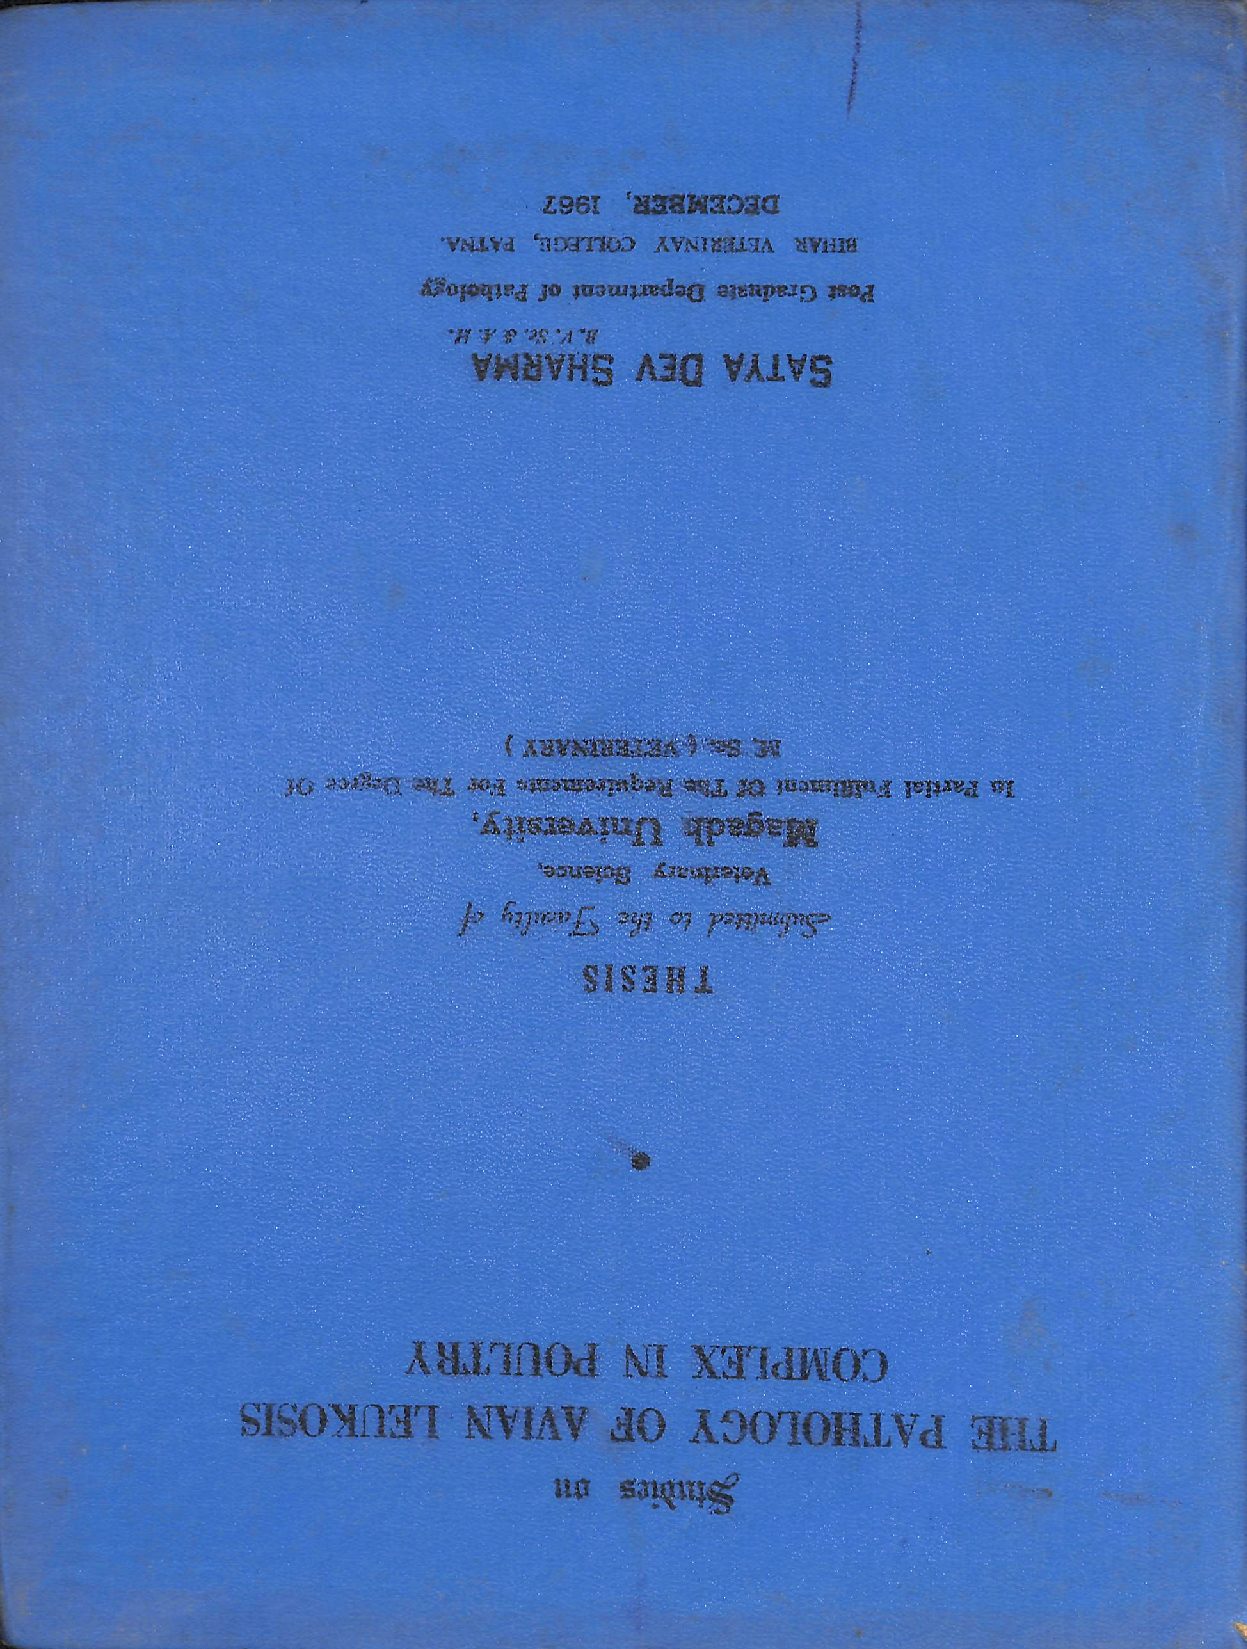 Studies on
THE PATHOLOGY OF AVIAN LEUKOSIS
COMPLEX IN POULTRY
THESIS
Submitted to the Faculty of
Veterinary Science,
Magadh University,
In Partial Fulfilment Of The Requirements For The Degree Of
M. Sc. ( VETERINARY )
SATYA DEV SHARMA
B. V. Sc. & A. H.
Post Graduate Department of Pathology
BIHAR VETERINAY COLLEGE, PATNA.
DECEMBER, 1967